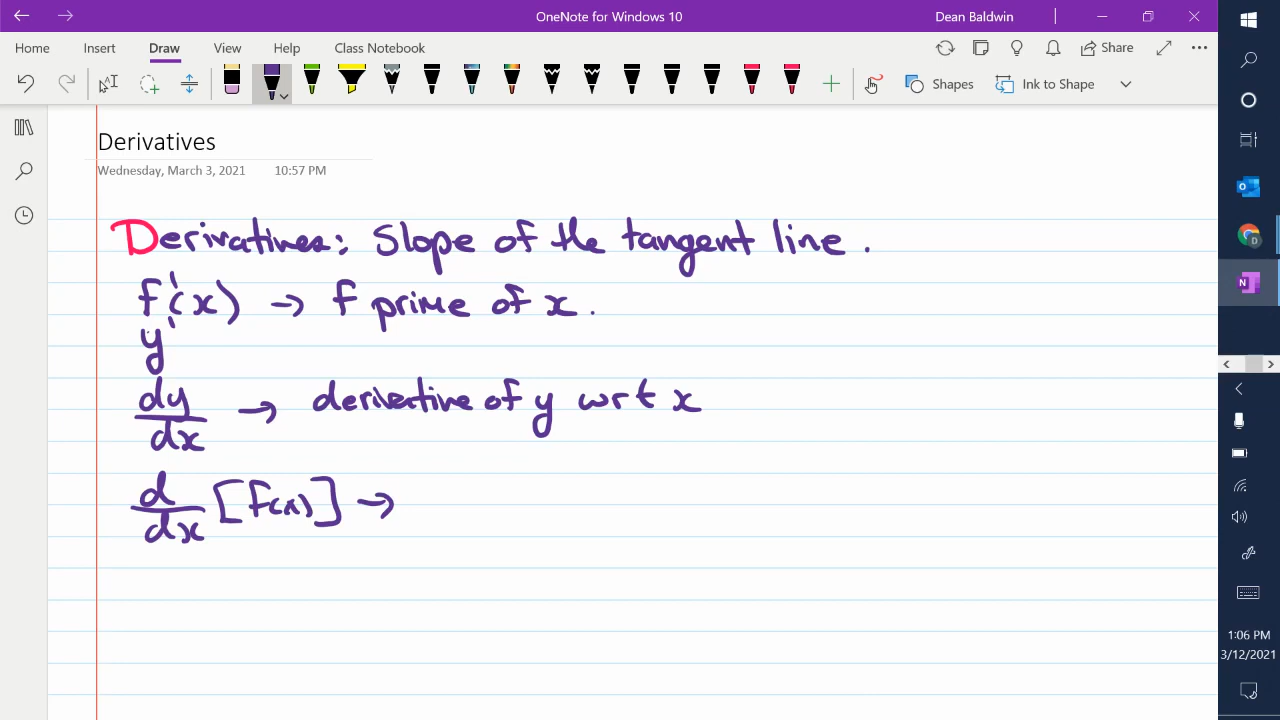 OneNote for Windows 10
Dean Baldwin
Home Insert Draw View Help Class Notebook
Share
Shapes
Ink to Shape
Derivatives
Wednesday, March 3, 2021 10:57 PM
Derivatives: Slope of the tangent line.
f'(x) → f prime of x.
y'
dy/dx → derivative of y wrt x
d/dx [f(x)] →
D
N
1:06 PM
3/12/2021